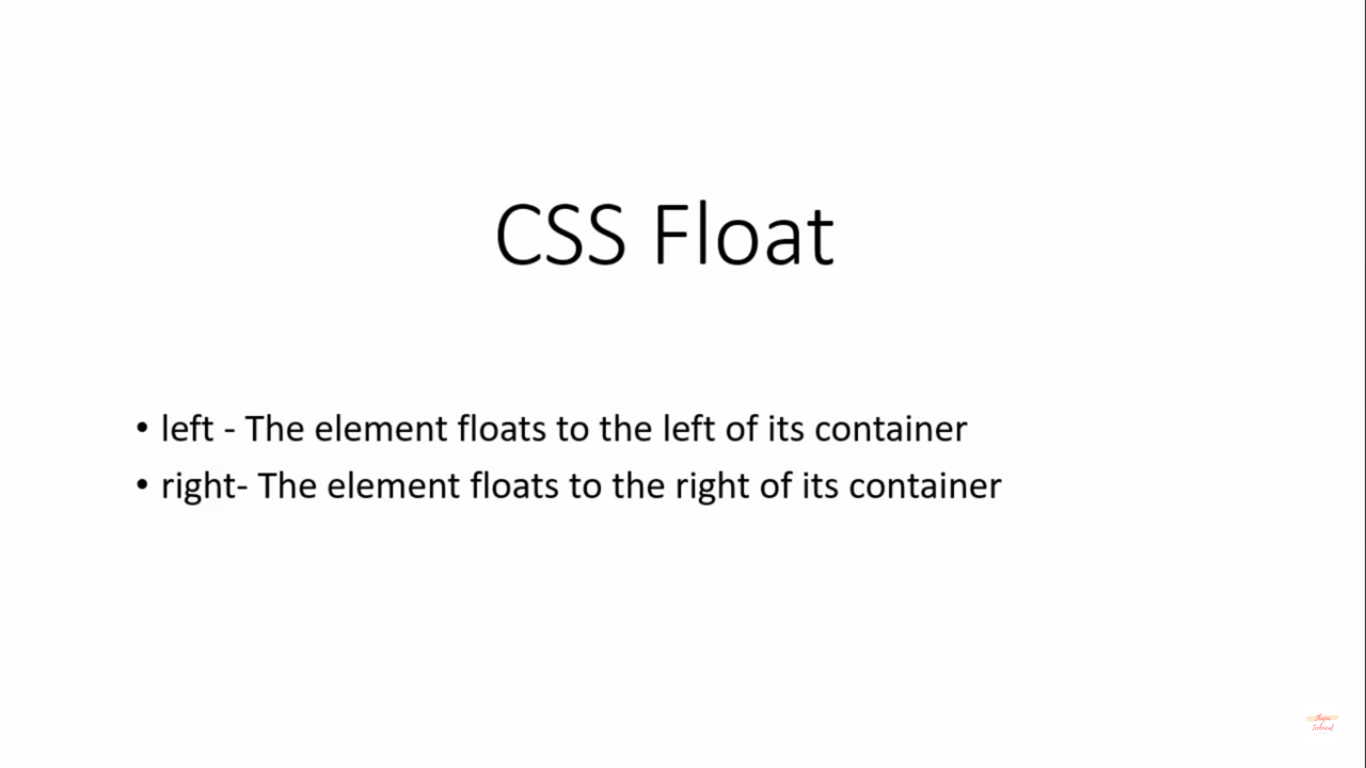 CSS Float
• left - The element floats to the left of its container
• right- The element floats to the right of its container
Technical